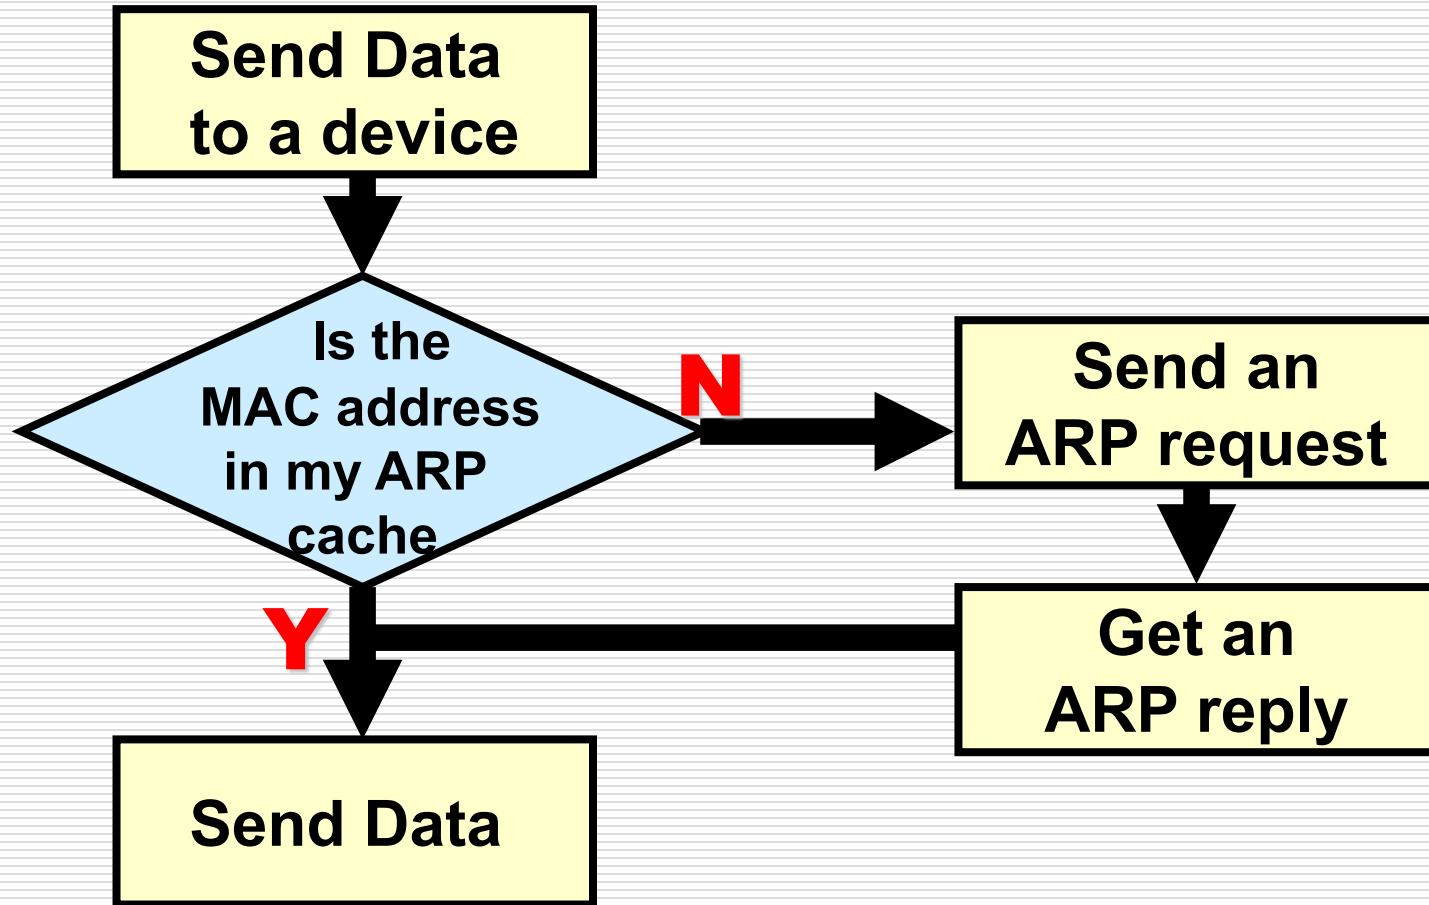 Send Data
to a device
Is the
MAC address
in my ARP
cache
N
Send an
ARP request
Y
Get an
ARP reply
Send Data